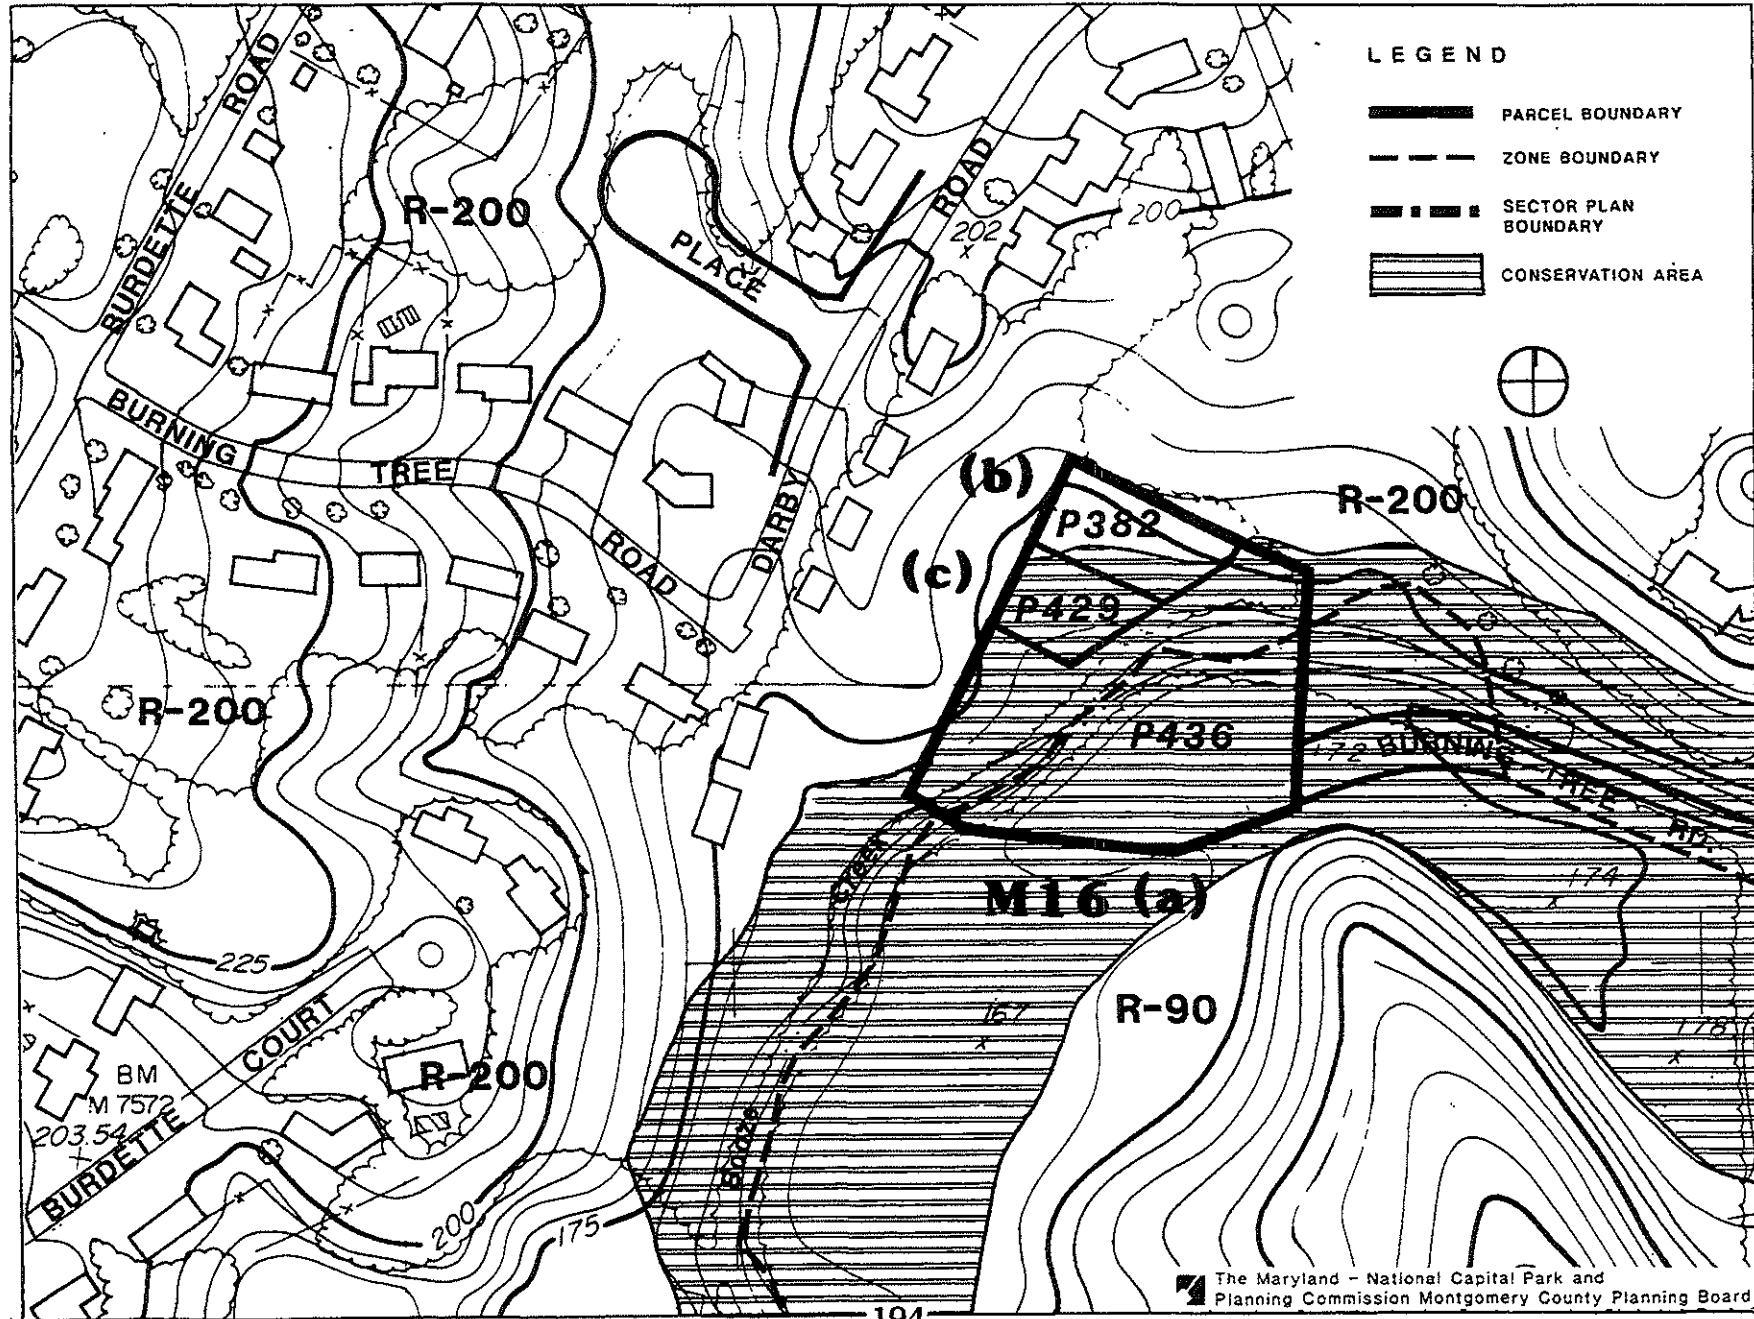 LEGEND
PARCEL BOUNDARY
ZONE BOUNDARY
SECTOR PLAN
BOUNDARY
CONSERVATION AREA
BURDETTE ROAD
R-200
PLACE
ROAD
202
200
BURNING TREE ROAD
DARBY
(b)
P382
R-200
(c)
P429
R-200
P436
172
BURNING TREE RD.
Creek
M16 (a)
174
225
COURT
R-90
167
178
BM
M 7572
203.54
R-200
BURDETTE
Booze
200
175
The Maryland - National Capital Park and
Planning Commission Montgomery County Planning Board
194